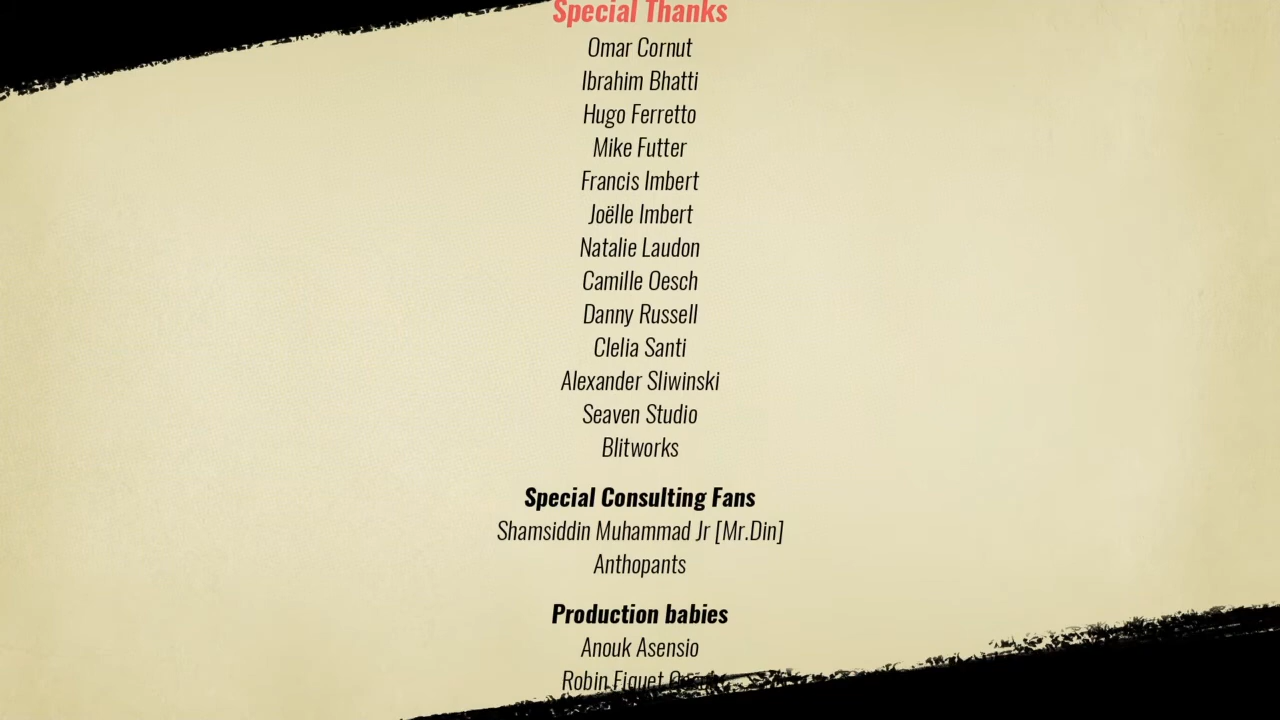 Special Thanks
Omar Cornut
Ibrahim Bhatti
Hugo Ferretto
Mike Futter
Francis Imbert
Joëlle Imbert
Natalie Laudon
Camille Oesch
Danny Russell
Clelia Santi
Alexander Sliwinski
Seaven Studio
Blitworks
Special Consulting Fans
Shamsiddin Muhammad Jr [Mr.Din]
Anthopants
Production babies
Anouk Asensio
Robin Fiquet